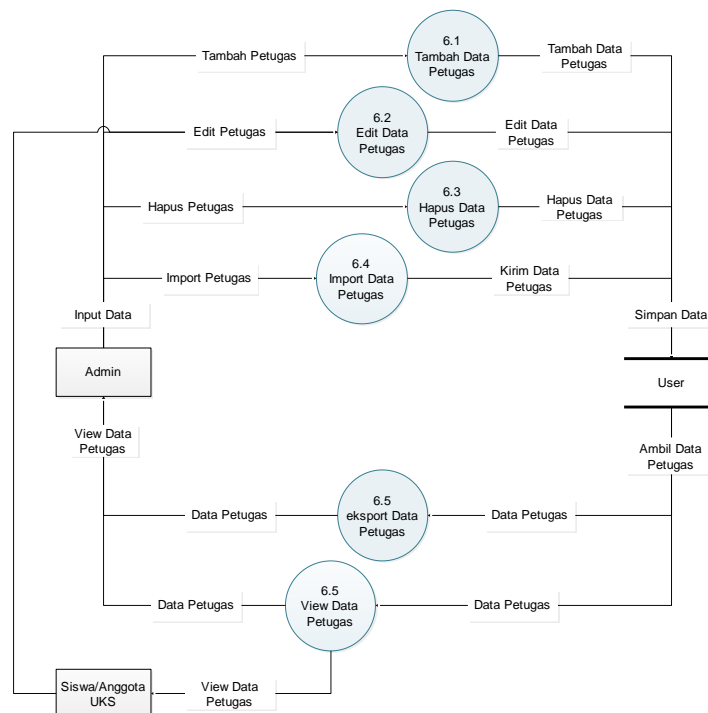 6.1
Tambah Data
Petugas
Tambah Petugas
Tambah Data
Petugas
6.2
Edit Data
Petugas
Edit Petugas
Edit Data
Petugas
6.3
Hapus Data
Petugas
Hapus Petugas
Hapus Data
Petugas
6.4
Import Data
Petugas
Import Petugas
Kirim Data
Petugas
Input Data
Simpan Data
Admin
User
View Data
Petugas
Ambil Data
Petugas
6.5
eksport Data
Petugas
Data Petugas
Data Petugas
6.5
View Data
Petugas
Data Petugas
Data Petugas
Siswa/Anggota
UKS
View Data
Petugas